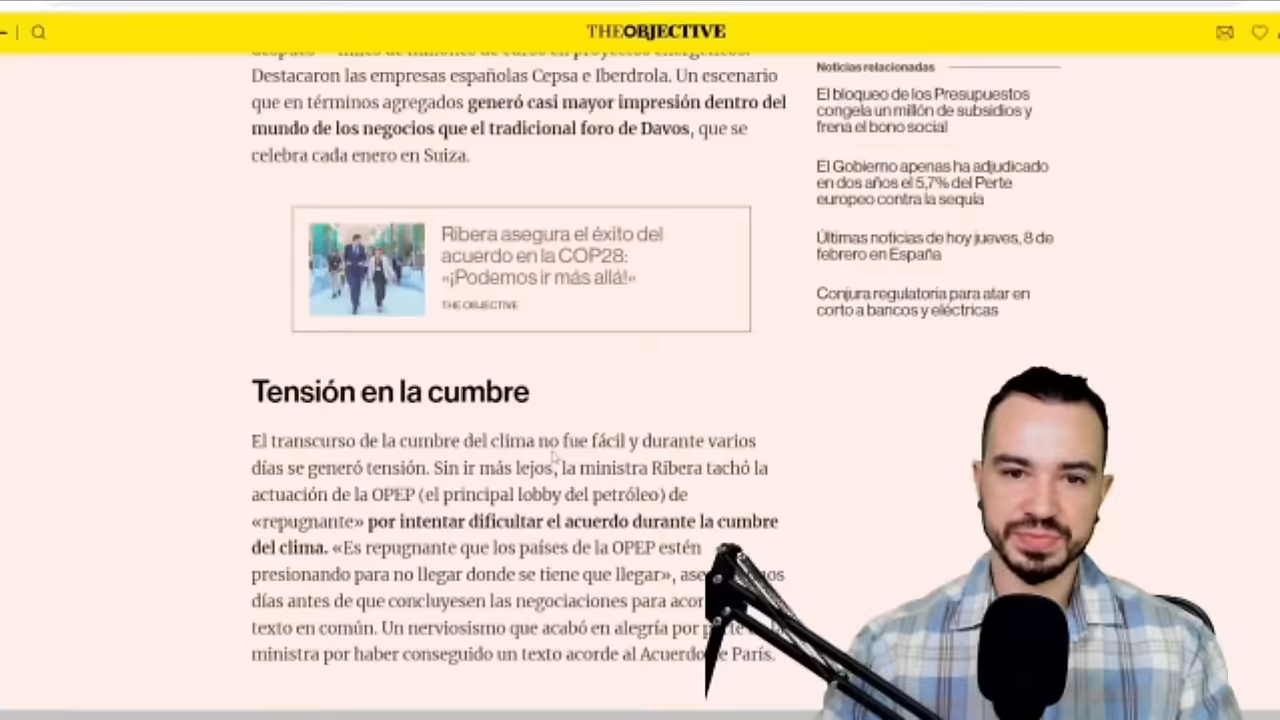 THE OBJECTIVE
después miles de millones de euros en proyectos energéticos.
Destacaron las empresas españolas Cepsa e Iberdrola. Un escenario
que en términos agregados generó casi mayor impresión dentro del
mundo de los negocios que el tradicional foro de Davos, que se
celebra cada enero en Suiza.
Ribera asegura el éxito del
acuerdo en la COP28:
«¡Podemos ir más allá!»
THE OBJECTIVE
Tensión en la cumbre
El transcurso de la cumbre del clima no fue fácil y durante varios
días se generó tensión. Sin ir más lejos, la ministra Ribera tachó la
actuación de la OPEP (el principal lobby del petróleo) de
«repugnante» por intentar dificultar el acuerdo durante la cumbre
del clima. «Es repugnante que los países de la OPEP estén
presionando para no llegar donde se tiene que llegar»,
días antes de que concluyesen las negociaciones para
texto en común. Un nerviosismo que acabó en alegría por
ministra por haber conseguido un texto acorde al Acuerdo París.
Noticias relacionadas
El bloqueo de los Presupuestos
congela un millón de subsidios y
frena el bono social
El Gobierno apenas ha adjudicado
en dos años el 5,7% del Perte
europeo contra la sequía
Últimas noticias de hoy jueves, 8 de
febrero en España
Conjura regulatoria para atar en
corto a bancos y eléctricas